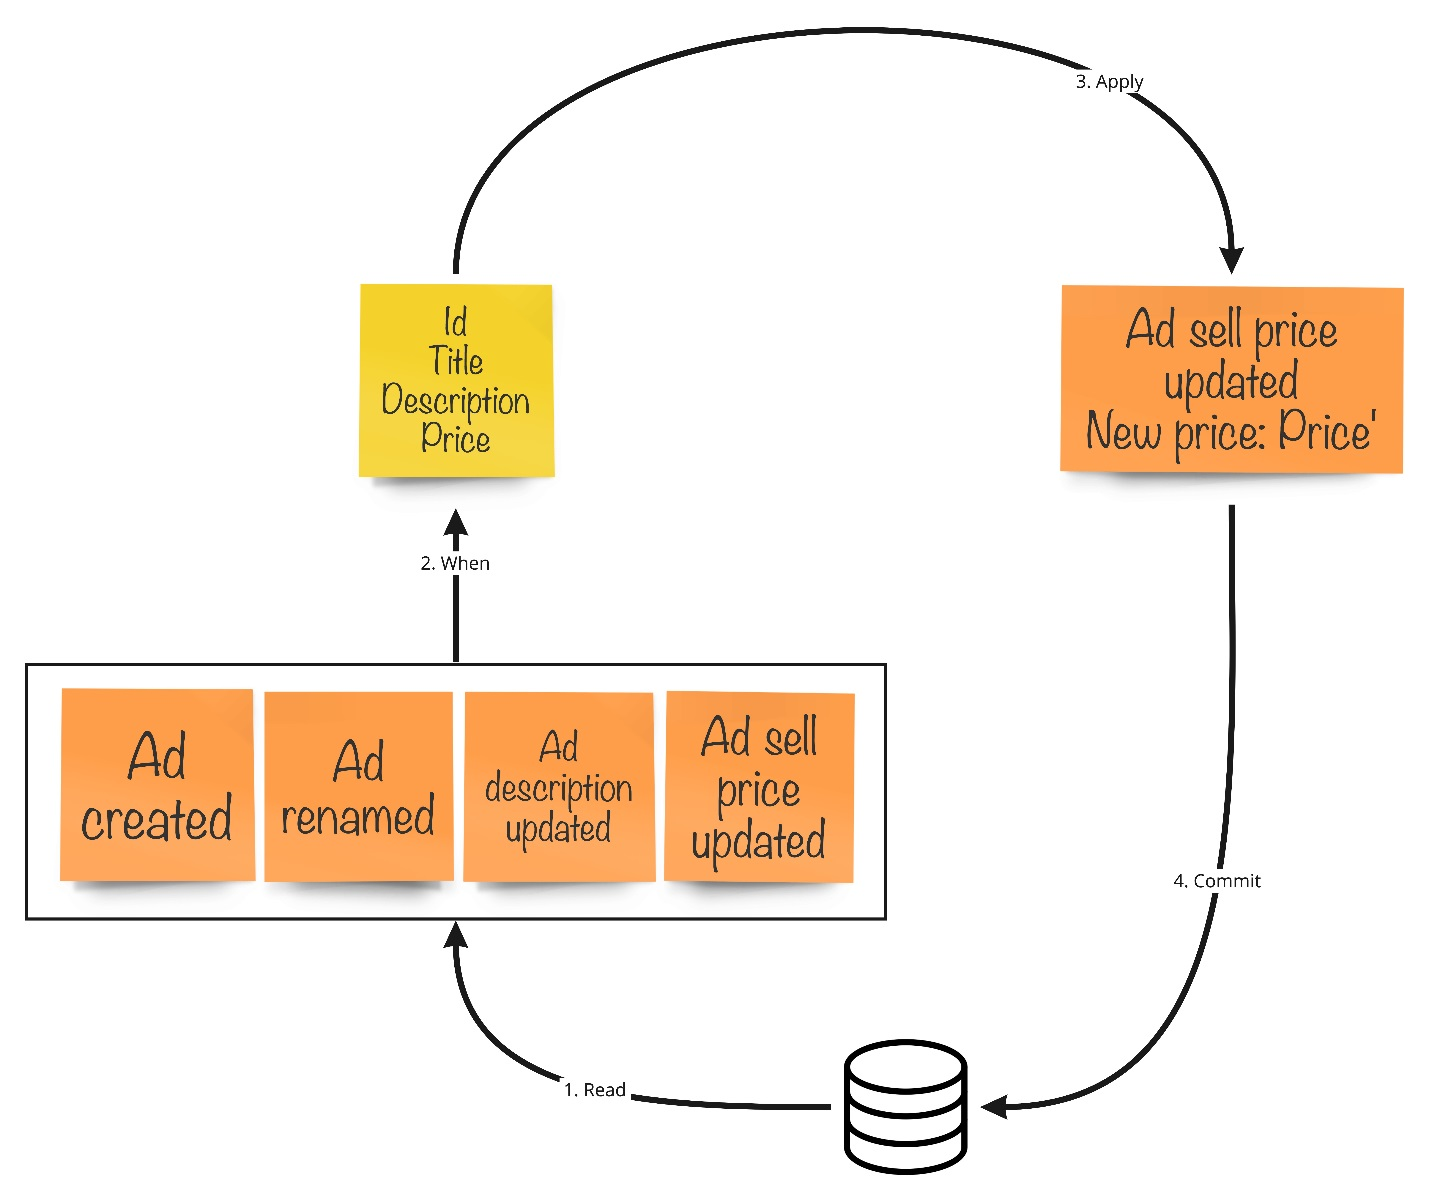 3. Apply
Id
Title
Description
Price
Ad sell price
updated
New price: Price'
2. When
Ad
created
Ad
renamed
Ad
description
updated
Ad sell
price
updated
4. Commit
1. Read